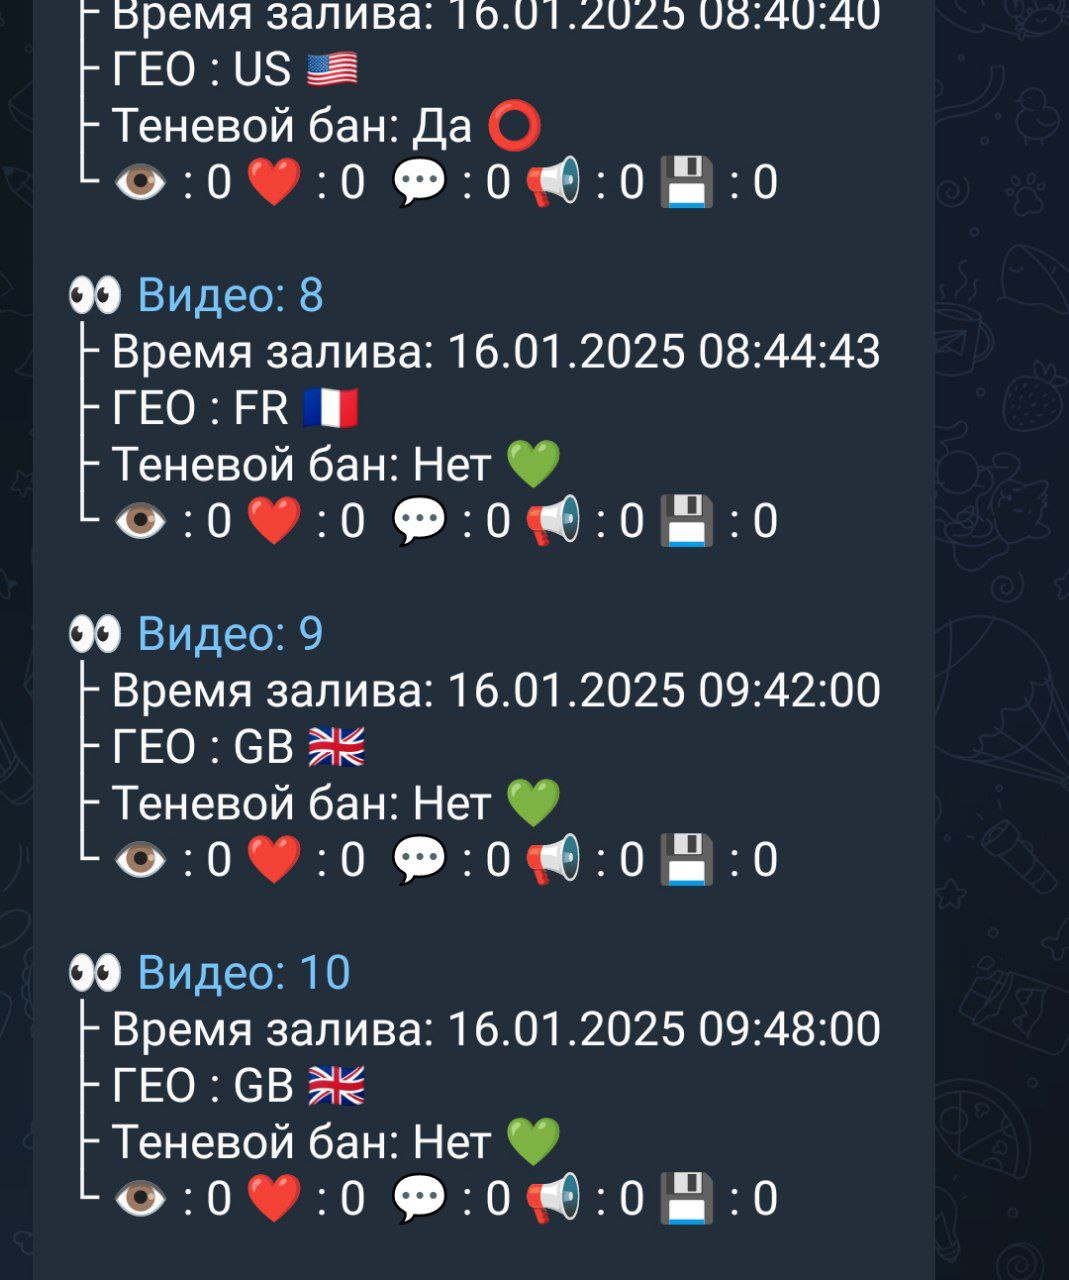 Время залива: 16.01.2025 08:40:40
ГЕО : US 🇺🇸
Теневой бан: Да ⭕
👁️ : 0 ❤️ : 0 💬 : 0 📢 : 0 💾 : 0
👀 Видео: 8
Время залива: 16.01.2025 08:44:43
ГЕО : FR 🇫🇷
Теневой бан: Нет 💚
👁️ : 0 ❤️ : 0 💬 : 0 📢 : 0 💾 : 0
👀 Видео: 9
Время залива: 16.01.2025 09:42:00
ГЕО : GB 🇬🇧
Теневой бан: Нет 💚
👁️ : 0 ❤️ : 0 💬 : 0 📢 : 0 💾 : 0
👀 Видео: 10
Время залива: 16.01.2025 09:48:00
ГЕО : GB 🇬🇧
Теневой бан: Нет 💚
👁️ : 0 ❤️ : 0 💬 : 0 📢 : 0 💾 : 0